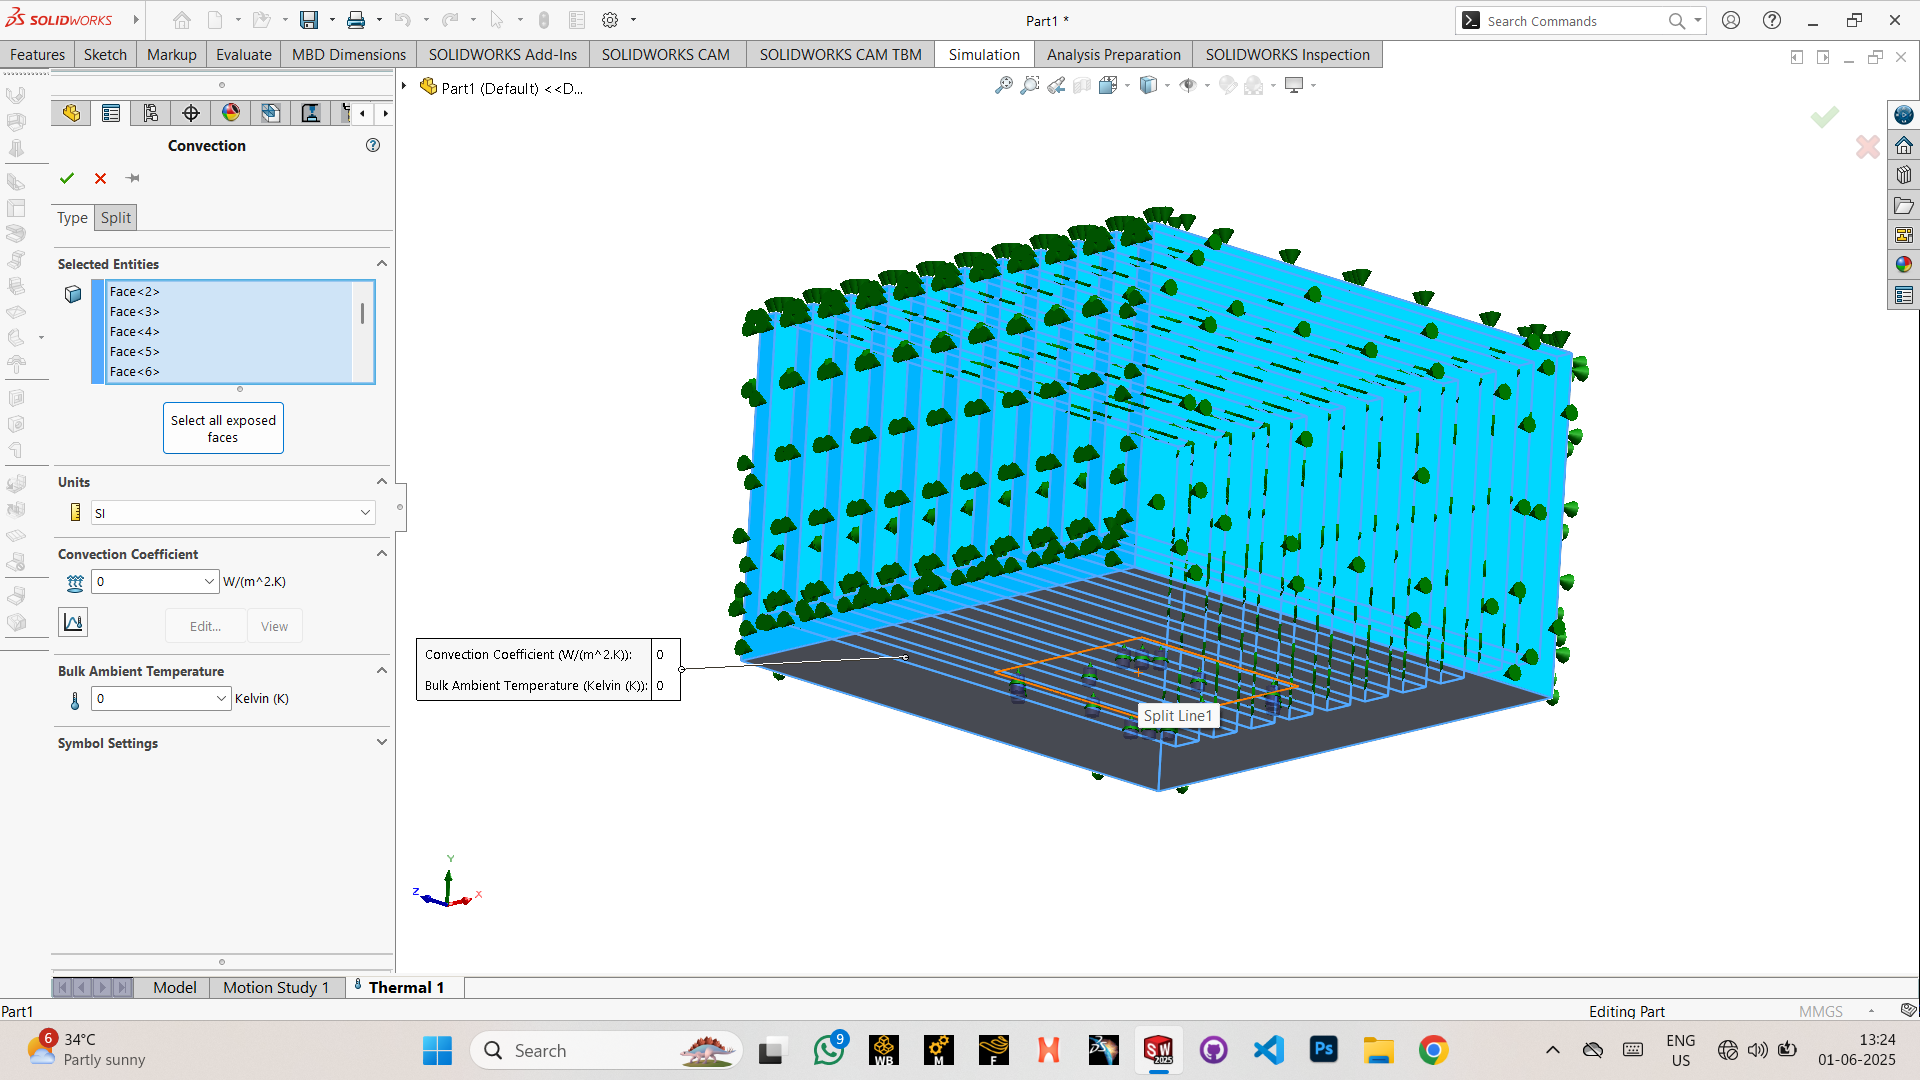 SOLIDWORKS
Part1 *
Search Commands
Features
Sketch
Markup
Evaluate
MBD Dimensions
SOLIDWORKS Add-Ins
SOLIDWORKS CAM
SOLIDWORKS CAM TBM
Simulation
Analysis Preparation
SOLIDWORKS Inspection
Part1 (Default) <<D...
Convection
Type
Split
Selected Entities
Face<2>
Face<3>
Face<4>
Face<5>
Face<6>
Select all exposed
faces
Units
SI
Convection Coefficient
0
W/(m^2.K)
Edit...
View
Bulk Ambient Temperature
0
Kelvin (K)
Symbol Settings
Convection Coefficient (W/(m^2.K)): 0
Bulk Ambient Temperature (Kelvin (K)): 0
Split Line1
Y
Z
X
Model
Motion Study 1
Thermal 1
Part1
Editing Part
MMGS
6
34°C
Partly sunny
Search
9
WB
M
F
SW
2025
Ps
ENG
US
13:24
01-06-2025